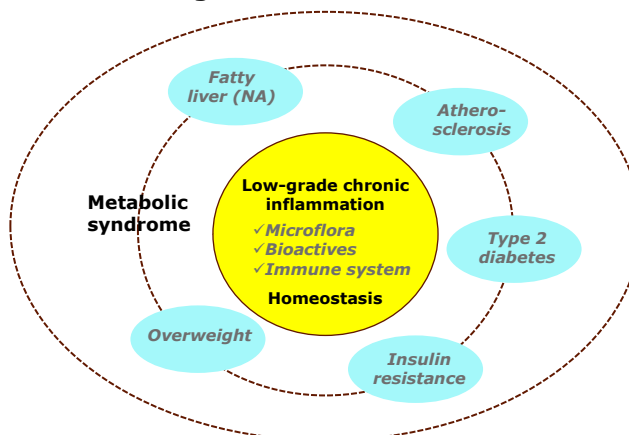 Fatty
liver (NA)
Athero-
sclerosis
Low-grade chronic
inflammation
Metabolic
syndrome
✓Microflora
✓Bioactives
✓Immune system
Type 2
diabetes
Homeostasis
Overweight
Insulin
resistance